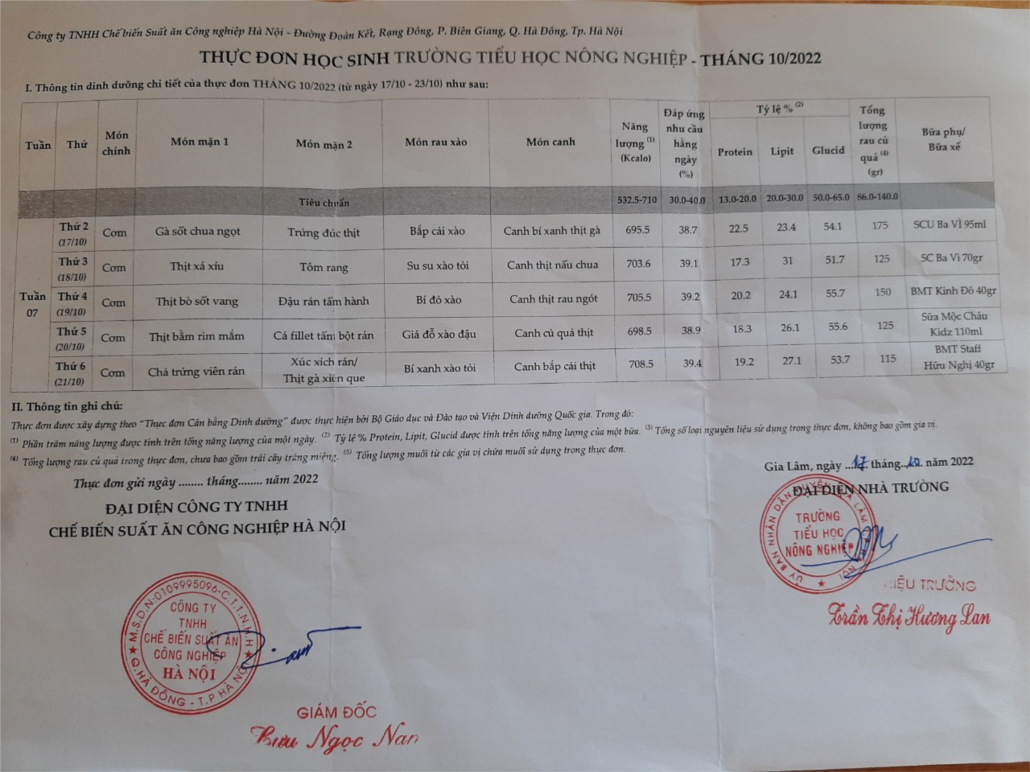 Công ty TNHH Chế biến Suất ăn Công nghiệp Hà Nội - Đường Đoàn Kết, Rạng Đông, P. Biên Giang, Q. Hà Đông, Tp. Hà Nội
THỰC ĐƠN HỌC SINH TRƯỜNG TIỂU HỌC NÔNG NGHIỆP - THÁNG 10/2022
I. Thông tin dinh dưỡng chi tiết của thực đơn THÁNG 10/2022 (từ ngày 17/10 - 23/10) như sau:
Tuần Thứ Món chính Món mặn 1 Món mặn 2 Món rau xào Món canh Năng lượng (1) (Kcalo) Đáp ứng nhu cầu hằng ngày (%) Tỷ lệ % (2) Protein Lipit Glucid Tổng lượng rau củ quả (4) (gr) Bữa phụ/ Bữa xế
Tiêu chuẩn 532.5-710 30.0-40.0 13.0-20.0 20.0-30.0 50.0-65.0 86.0-140.0
Tuần 07
Thứ 2 (17/10) Cơm Gà sốt chua ngọt Trứng đúc thịt Bắp cải xào Canh bí xanh thịt gà 695.5 38.7 22.5 23.4 54.1 175 SCU Ba Vì 95ml
Thứ 3 (18/10) Cơm Thịt xá xíu Tôm rang Su su xào tỏi Canh thịt nấu chua 703.6 39.1 17.3 31 51.7 125 SC Ba Vì 70gr
Thứ 4 (19/10) Cơm Thịt bò sốt vang Đậu rán tẩm hành Bí đỏ xào Canh thịt rau ngót 705.5 39.2 20.2 24.1 55.7 150 BMT Kinh Đô 40gr
Thứ 5 (20/10) Cơm Thịt băm rim mắm Cá fillet tẩm bột rán Giá đỗ xào đậu Canh củ quả thịt 698.5 38.9 18.3 26.1 55.6 125 Sữa Mộc Châu Kidz 110ml
Thứ 6 (21/10) Cơm Chả trứng viên rán Xúc xích rán/ Thịt gà xiên que Bí xanh xào tỏi Canh bắp cải thịt 708.5 39.4 19.2 27.1 53.7 115 BMT Staff Hữu Nghị 40gr
II. Thông tin ghi chú:
Thực đơn được xây dựng theo "Thực đơn Cân bằng Dinh dưỡng" được thực hiện bởi Bộ Giáo dục và Đào tạo và Viện Dinh dưỡng Quốc gia. Trong đó:
(1) Phần trăm năng lượng được tính trên tổng năng lượng của một ngày. (2) Tỷ lệ % Protein, Lipit, Glucid được tính trên tổng năng lượng của một bữa. (3) Tổng số loại nguyên liệu sử dụng trong thực đơn, không bao gồm gia vị.
(4) Tổng lượng rau củ quả trong thực đơn, chưa bao gồm trái cây tráng miệng. (5) Tổng lượng muối từ các gia vị chứa muối sử dụng trong thực đơn.
Thực đơn gửi ngày ........ tháng........ năm 2022
ĐẠI DIỆN CÔNG TY TNHH
CHẾ BIẾN SUẤT ĂN CÔNG NGHIỆP HÀ NỘI
M.S.D.N:0109995096-C.T.T.N.H.H
CÔNG TY
TNHH
CHẾ BIẾN SUẤT ĂN
CÔNG NGHIỆP
HÀ NỘI
Q.HÀ ĐÔNG - T.P HÀ NỘI
GIÁM ĐỐC
Lưu Ngọc Nam
Gia Lâm, ngày 17 tháng 10 năm 2022
ĐẠI DIỆN NHÀ TRƯỜNG
TRƯỜNG
TIỂU HỌC
NÔNG NGHIỆP
HIỆU TRƯỞNG
Trần Thị Hương Lan